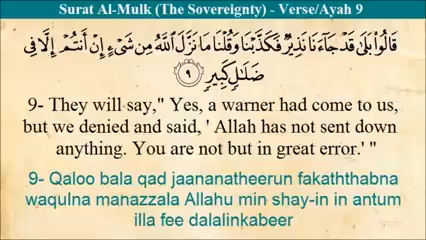 Surat Al-Mulk (The Sovereignty) - Verse/Ayah 9
قَالُوا۟ بَلَىٰ قَدْ جَآءَنَا نَذِيرٌ فَكَذَّبْنَا وَقُلْنَا مَا نَزَّلَ ٱللَّهُ مِن شَىْءٍ إِنْ أَنتُمْ إِلَّا فِى
ضَلَـٰلٍ كَبِيرٍ ٩
9- They will say," Yes, a warner had come to us,
but we denied and said, ' Allah has not sent down
anything. You are not but in great error.' "
9- Qaloo bala qad jaananatheerun fakaththabna
waqulna manazzala Allahu min shay-in in antum
illa fee dalalinkabeer